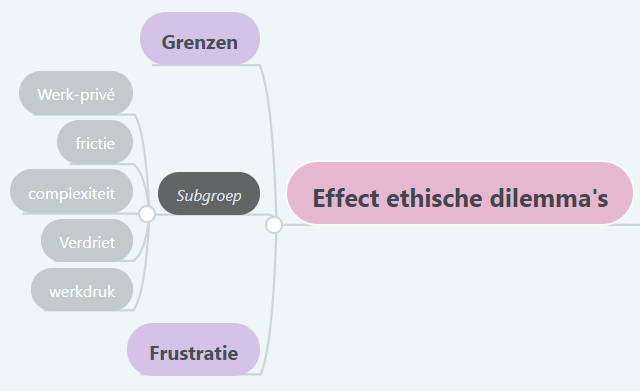 Grenzen
Werk-privé
frictie
complexiteit
Verdriet
werkdruk
Subgroep
Effect ethische dilemma's
Frustratie